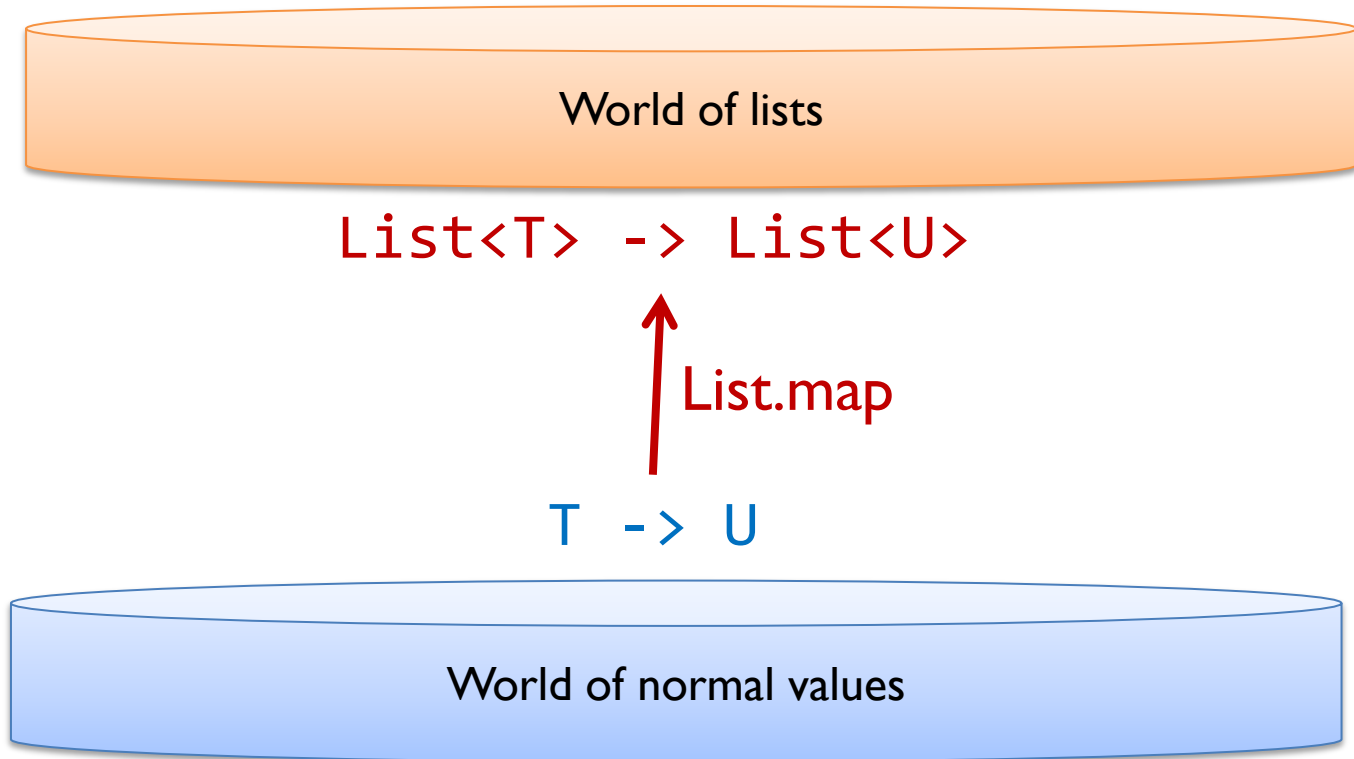 World of lists
List<T> -> List<U>
List.map
T -> U
World of normal values